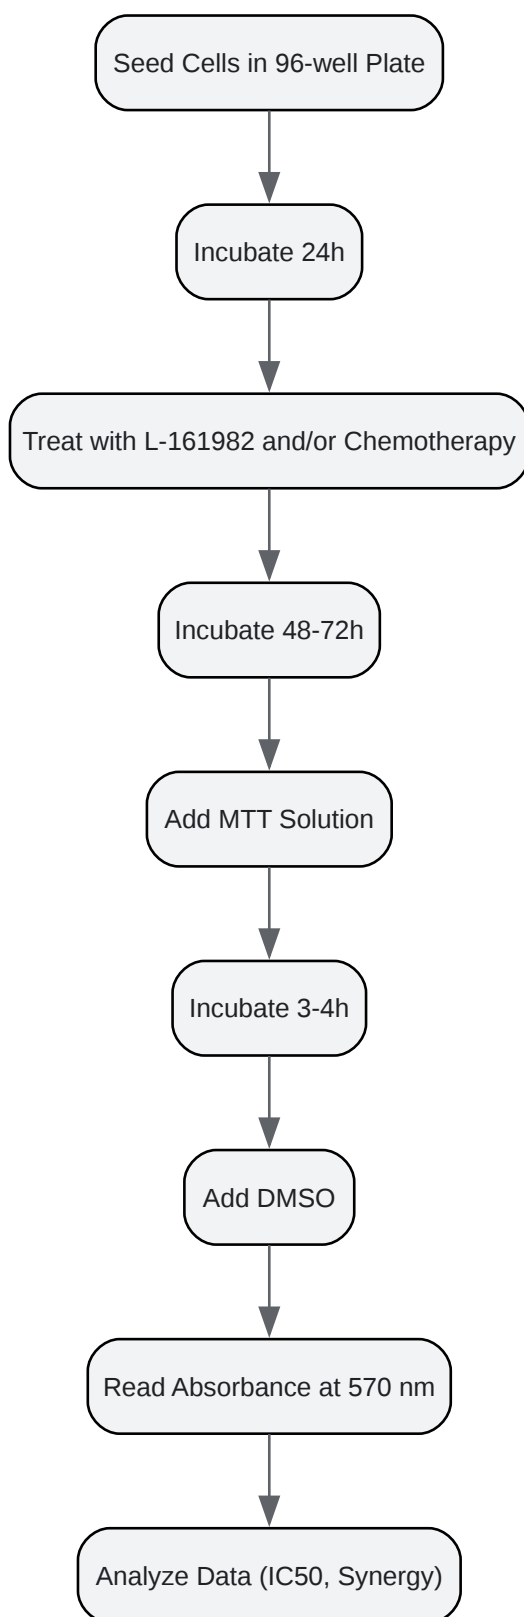 Seed Cells in 96-well Plate
Incubate 24h
Treat with L-161982 and/or Chemotherapy
Incubate 48-72h
Add MTT Solution
Incubate 3-4h
Add DMSO
Read Absorbance at 570 nm
Analyze Data (IC50, Synergy)